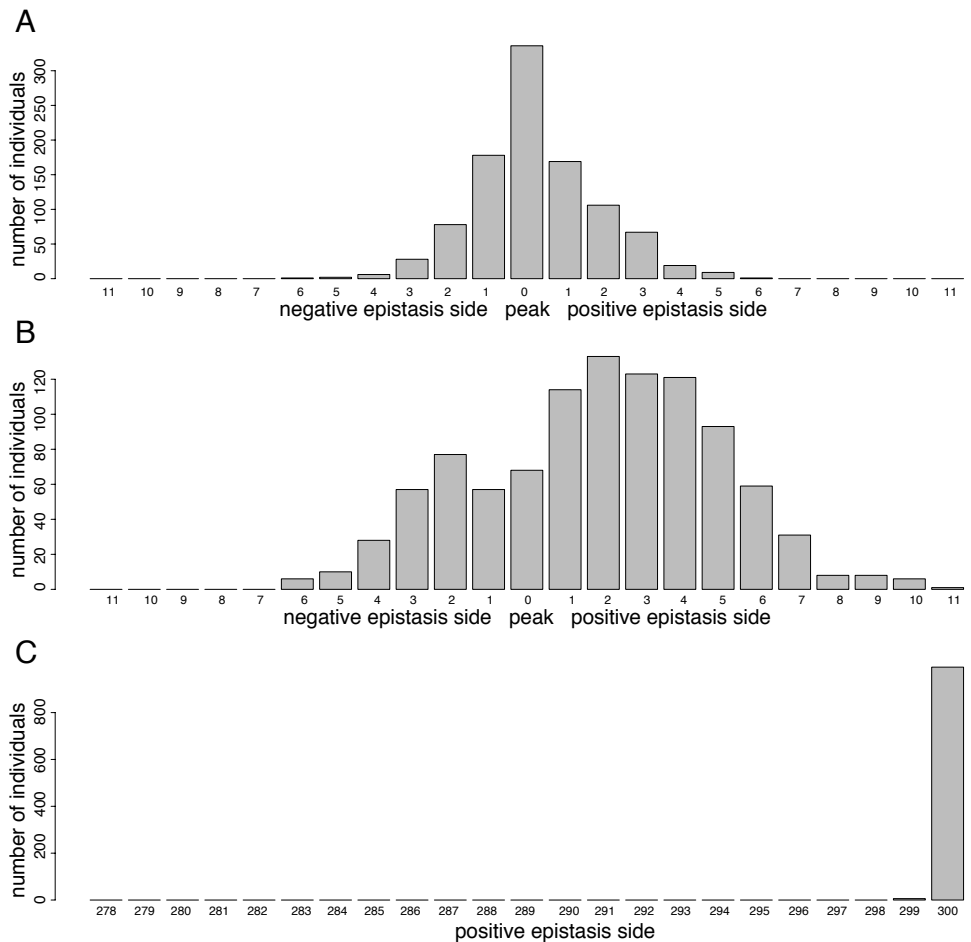 A
number of individuals
0 50 100 150 200 250 300
11 10 9 8 7 6 5 4 3 2 1 0 1 2 3 4 5 6 7 8 9 10 11
negative epistasis side peak positive epistasis side
B
number of individuals
0 20 40 60 80 120
11 10 9 8 7 6 5 4 3 2 1 0 1 2 3 4 5 6 7 8 9 10 11
negative epistasis side peak positive epistasis side
C
number of individuals
0 200 400 600 800
278 279 280 281 282 283 284 285 286 287 288 289 290 291 292 293 294 295 296 297 298 299 300
positive epistasis side